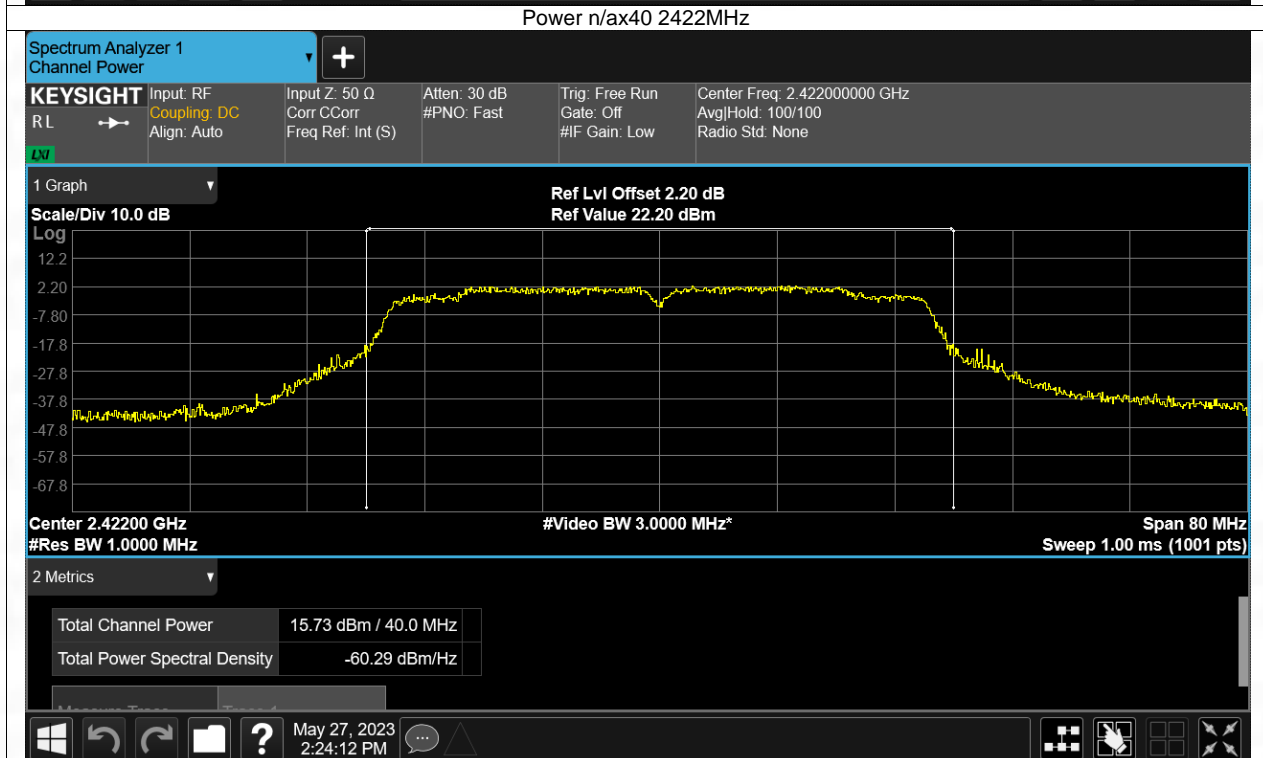 Power n/ax40 2422MHz
Spectrum Analyzer 1
Channel Power
KEYSIGHT
RL
LXI
Input: RF
Coupling: DC
Align: Auto
Input Z: 50 Ω
Corr CCorr
Freq Ref: Int (S)
Atten: 30 dB
#PNO: Fast
Trig: Free Run
Gate: Off
#IF Gain: Low
Center Freq: 2.422000000 GHz
Avg|Hold: 100/100
Radio Std: None
1 Graph
Scale/Div 10.0 dB
Ref Lvl Offset 2.20 dB
Ref Value 22.20 dBm
Log
12.2
2.20
-7.80
-17.8
-27.8
-37.8
-47.8
-57.8
-67.8
Center 2.42200 GHz
#Video BW 3.0000 MHz*
Span 80 MHz
#Res BW 1.0000 MHz
Sweep 1.00 ms (1001 pts)
2 Metrics
Total Channel Power 15.73 dBm / 40.0 MHz
Total Power Spectral Density -60.29 dBm/Hz
?
May 27, 2023
2:24:12 PM